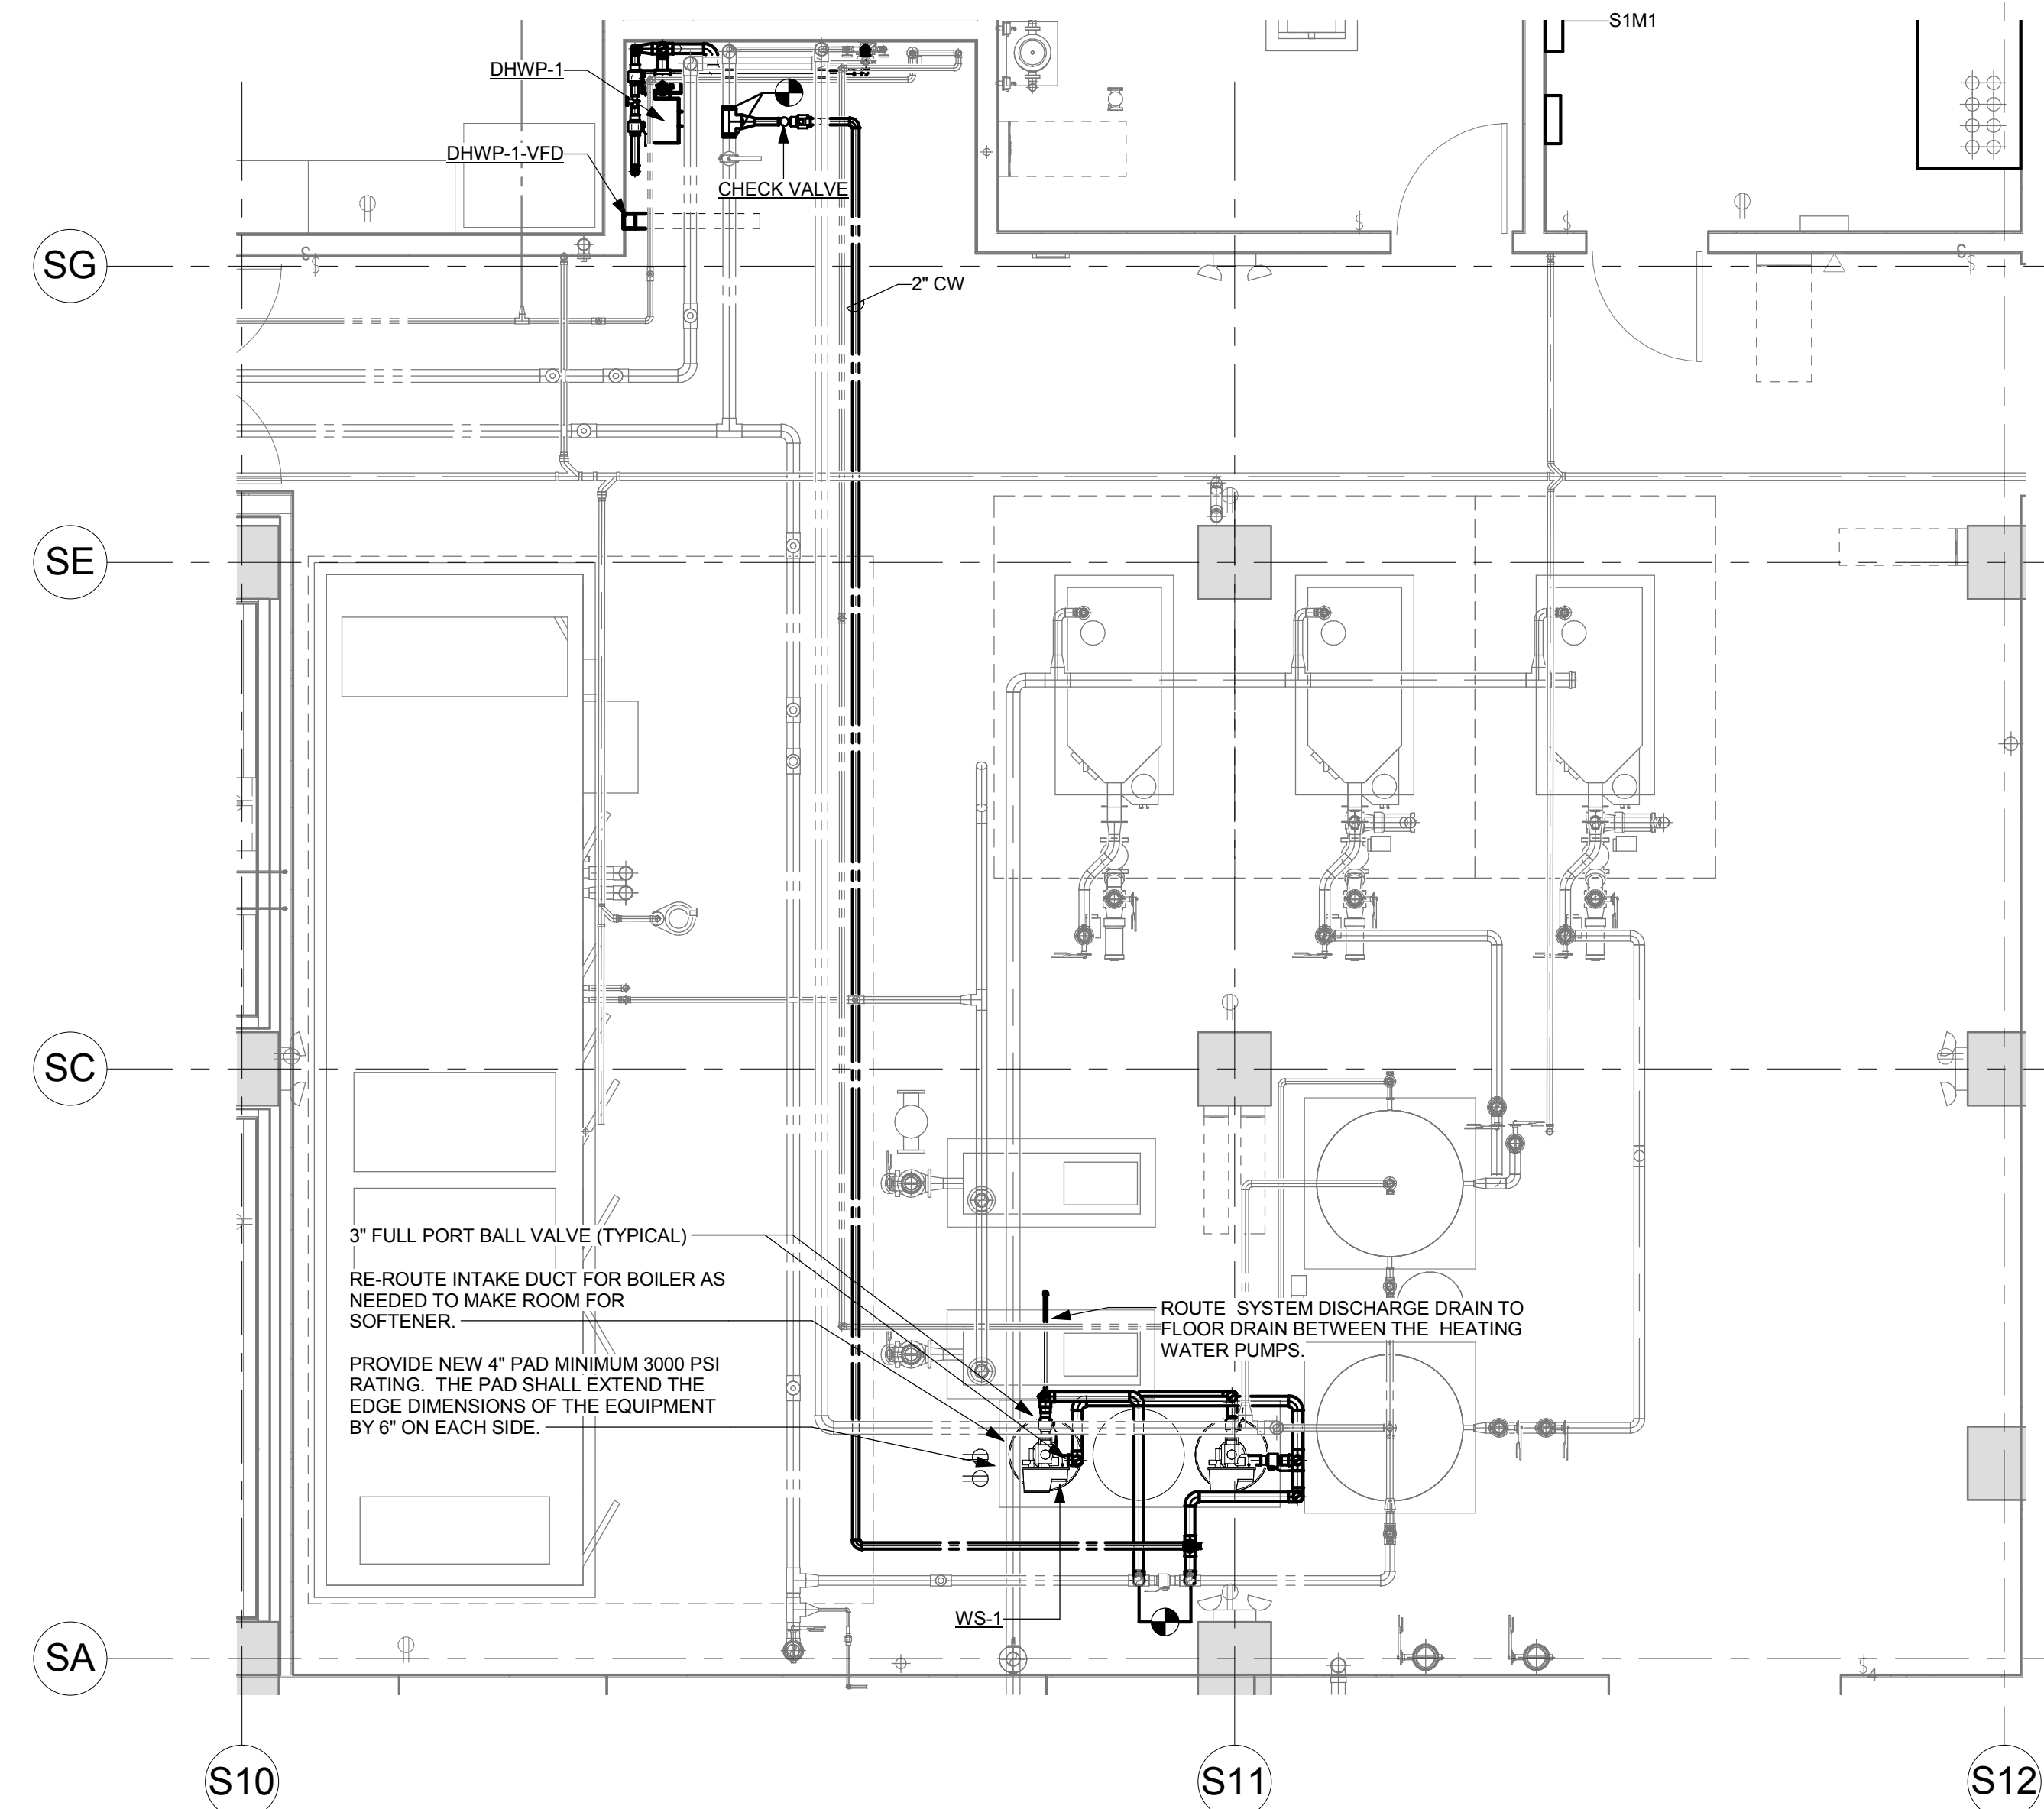 S1M1
DHWP-1
DHWP-1-VFD
CHECK VALVE
SG
2" CW
SE
SC
3" FULL PORT BALL VALVE (TYPICAL)
RE-ROUTE INTAKE DUCT FOR BOILER AS
NEEDED TO MAKE ROOM FOR
SOFTENER.
ROUTE SYSTEM DISCHARGE DRAIN TO
FLOOR DRAIN BETWEEN THE HEATING
WATER PUMPS.
PROVIDE NEW 4" PAD MINIMUM 3000 PSI
RATING. THE PAD SHALL EXTEND THE
EDGE DIMENSIONS OF THE EQUIPMENT
BY 6" ON EACH SIDE.
WS-1
SA
S10
S11
S12